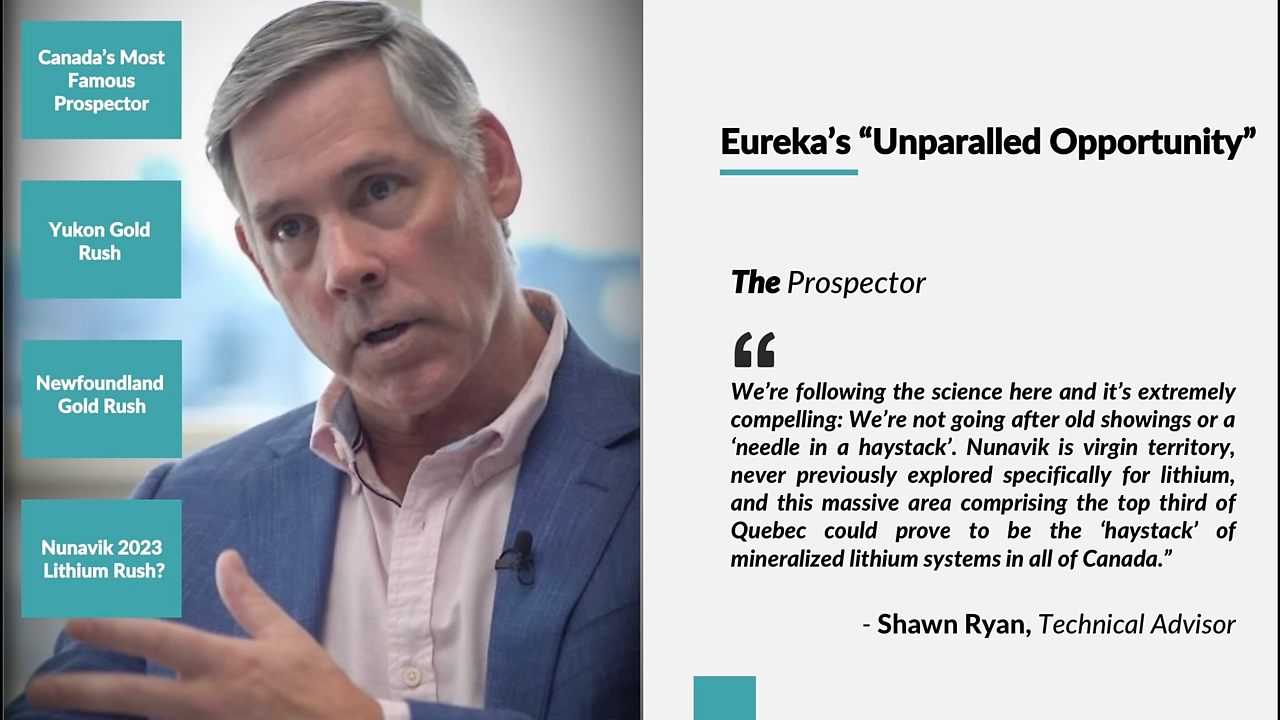 Canada’s Most
Famous
Prospector
Yukon Gold
Rush
Newfoundland
Gold Rush
Nunavik 2023
Lithium Rush?
Eureka’s “Unparalled Opportunity”
The Prospector
“
We’re following the science here and it’s extremely
compelling: We’re not going after old showings or a
‘needle in a haystack’. Nunavik is virgin territory,
never previously explored specifically for lithium,
and this massive area comprising the top third of
Quebec could prove to be the ‘haystack’ of
mineralized lithium systems in all of Canada.”
- Shawn Ryan, Technical Advisor